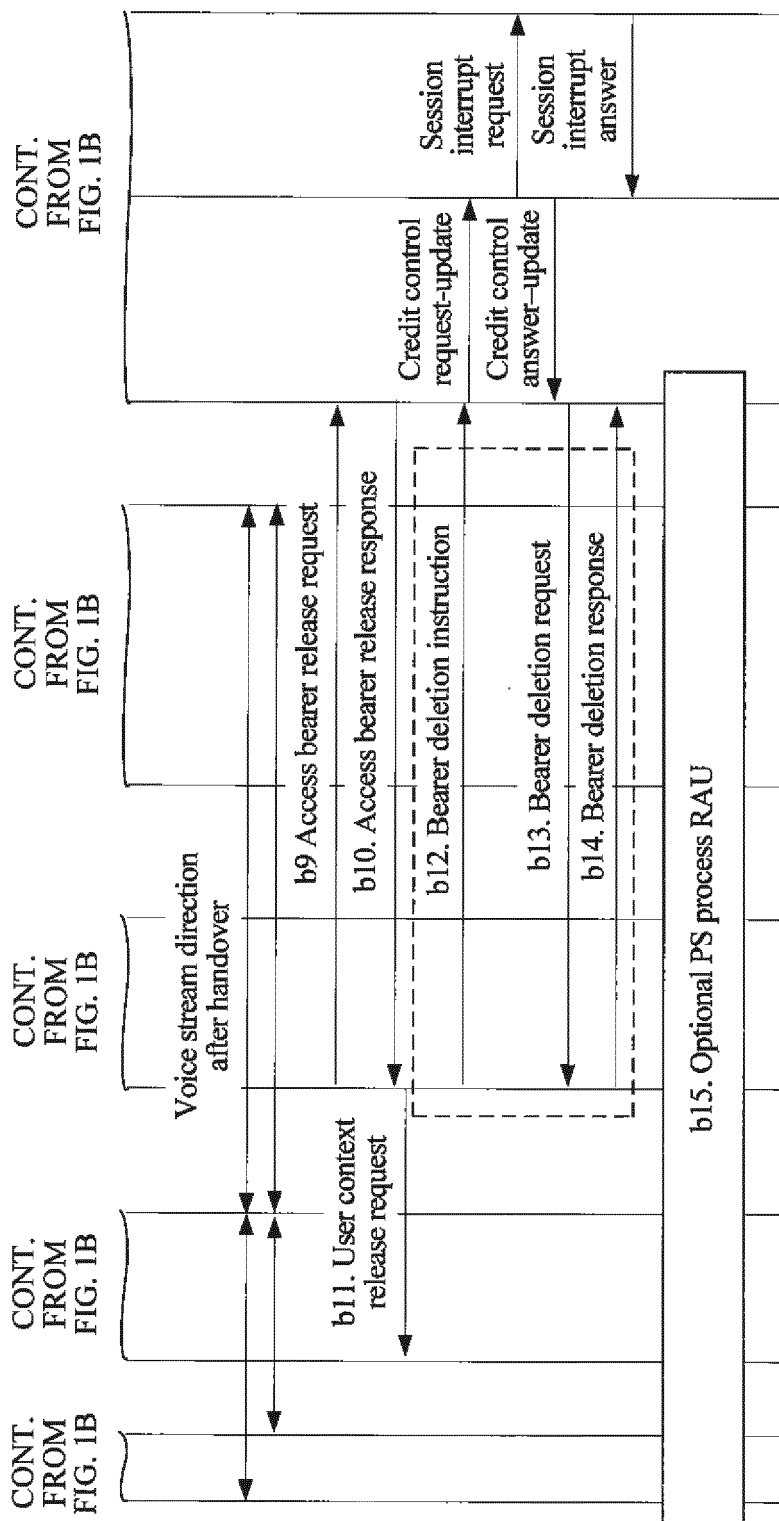 CONT.
FROM
FIG. 1B
CONT.
FROM
FIG. 1B
CONT.
FROM
FIG. 1B
CONT.
FROM
FIG. 1B
CONT.
FROM
FIG. 1B
Voice stream direction
after handover
b9 Access bearer release request
b10. Access bearer release response
b11. User context
release request
b12. Bearer deletion instruction
Credit control
request-update
Session
interrupt
request
Credit control
answer–update
Session
interrupt
answer
b13. Bearer deletion request
b14. Bearer deletion response
b15. Optional PS process RAU